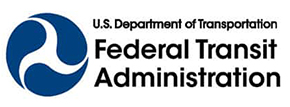 U.S. Department of Transportation
Federal Transit
Administration